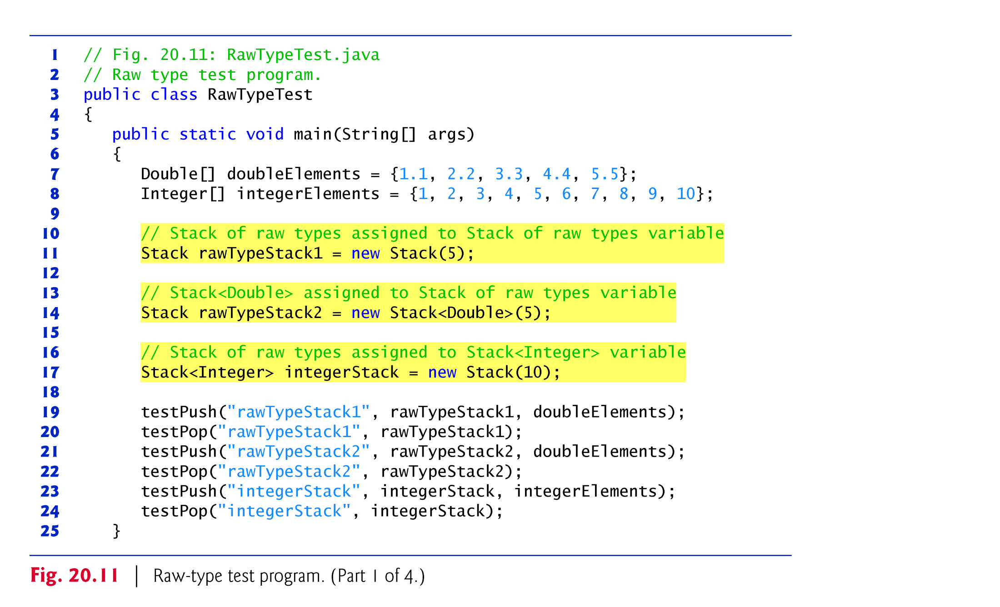 1 // Fig. 20.11: RawTypeTest.java
2 // Raw type test program.
3 public class RawTypeTest
4 {
5    public static void main(String[] args)
6    {
7       Double[] doubleElements = {1.1, 2.2, 3.3, 4.4, 5.5};
8       Integer[] integerElements = {1, 2, 3, 4, 5, 6, 7, 8, 9, 10};
9
10       // Stack of raw types assigned to Stack of raw types variable
11       Stack rawTypeStack1 = new Stack(5);
12
13       // Stack<Double> assigned to Stack of raw types variable
14       Stack rawTypeStack2 = new Stack<Double>(5);
15
16       // Stack of raw types assigned to Stack<Integer> variable
17       Stack<Integer> integerStack = new Stack(10);
18
19       testPush("rawTypeStack1", rawTypeStack1, doubleElements);
20       testPop("rawTypeStack1", rawTypeStack1);
21       testPush("rawTypeStack2", rawTypeStack2, doubleElements);
22       testPop("rawTypeStack2", rawTypeStack2);
23       testPush("integerStack", integerStack, integerElements);
24       testPop("integerStack", integerStack);
25    }
Fig. 20.11 | Raw-type test program. (Part 1 of 4.)